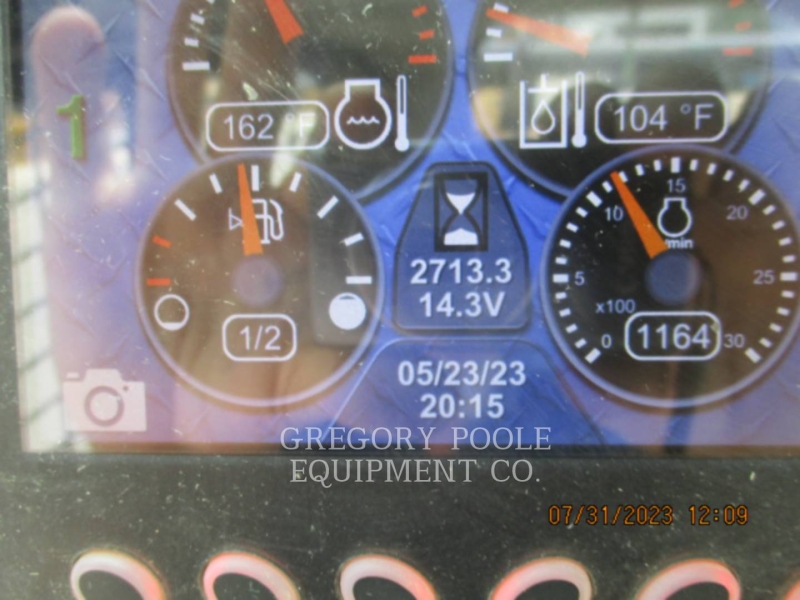 162 °F
104 °F
1
15
10
20
min
2713.3
5
25
14.3V
x100
1/2
0
1164
30
05/23/23
20:15
GREGORY POOLE
EQUIPMENT CO.
07/31/2023 12:09